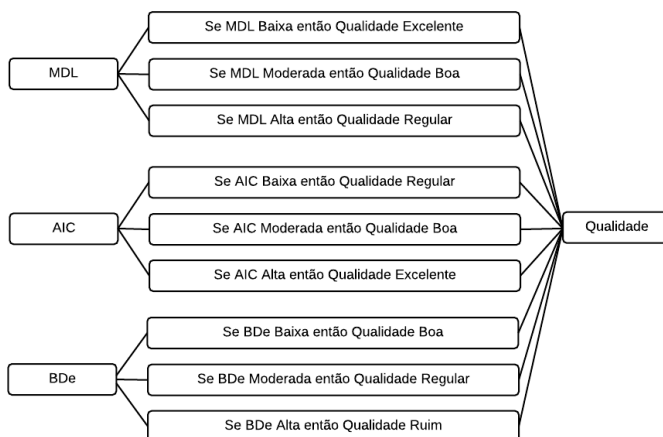 Se MDL Baixa então Qualidade Excelente
MDL
Se MDL Moderada então Qualidade Boa
Se MDL Alta então Qualidade Regular
Se AIC Baixa então Qualidade Regular
AIC
Se AIC Moderada então Qualidade Boa
Qualidade
Se AIC Alta então Qualidade Excelente
Se BDe Baixa então Qualidade Boa
BDe
Se BDe Moderada então Qualidade Regular
Se BDe Alta então Qualidade Ruim